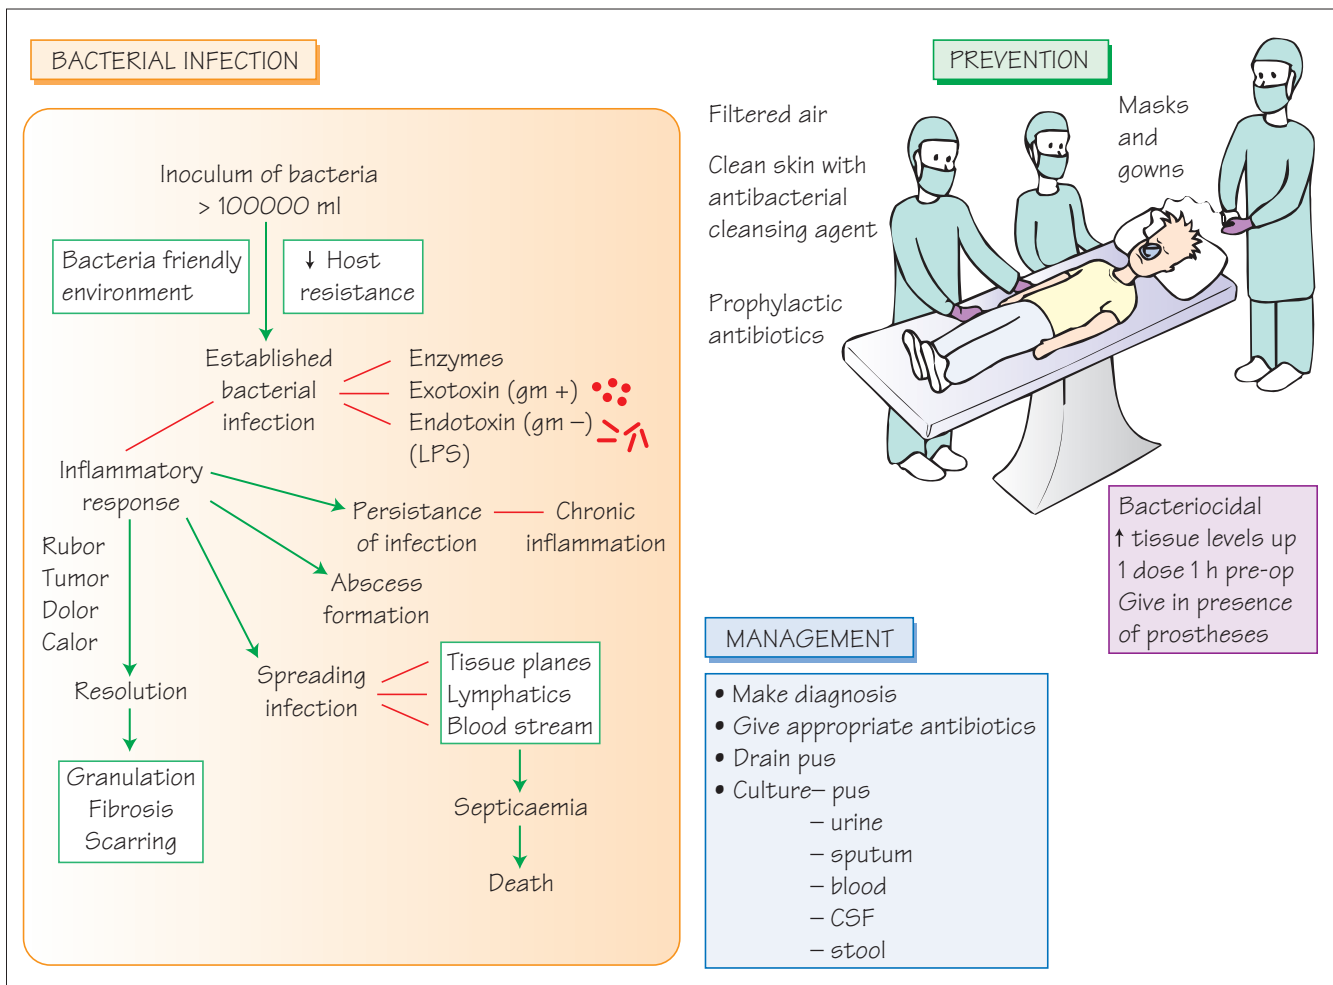 BACTERIAL INFECTION
Inoculum of bacteria
> 100000 ml
Bacteria friendly
environment
↓ Host
resistance
Established
bacterial
infection
Enzymes
Exotoxin (gm +)
Endotoxin (gm –)
(LPS)
Inflammatory
response
Persistance
of infection
Chronic
inflammation
Rubor
Tumor
Dolor
Calor
Abscess
formation
Resolution
Spreading
infection
Tissue planes
Lymphatics
Blood stream
Granulation
Fibrosis
Scarring
Septicaemia
Death
PREVENTION
Filtered air
Clean skin with
antibacterial
cleansing agent
Prophylactic
antibiotics
Masks
and
gowns
Bacteriocidal
↑ tissue levels up
1 dose 1 h pre-op
Give in presence
of prostheses
MANAGEMENT
• Make diagnosis
• Give appropriate antibiotics
• Drain pus
• Culture – pus
– urine
– sputum
– blood
– CSF
– stool